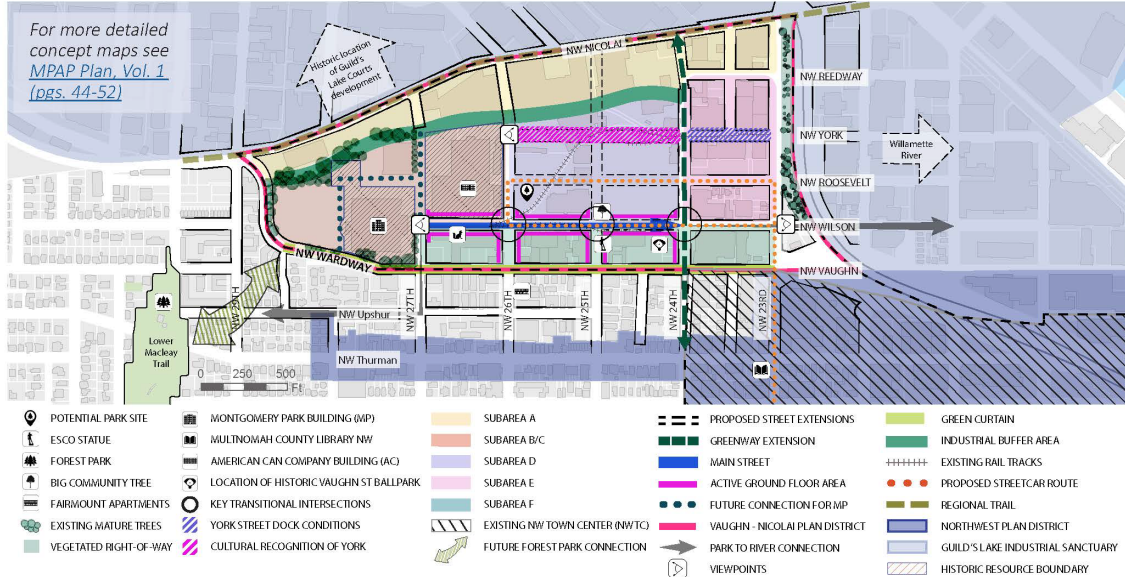 For more detailed
concept maps see
MPAP Plan, Vol. 1
(pgs. 44-52)
Historic location
of Guild's
Lake Courts
development
NW NICOLAI
NW REEDWAY
NW YORK
Willamette
River
NW ROOSEVELT
NW WILSON
NW WARDWAY
NW VAUGHN
NW 29TH
NW Upshur
NW 27TH
NW 26TH
NW 25TH
NW 24TH
NW 23RD
Lower
Macleay
Trail
NW Thurman
0 250 500
Ft
POTENTIAL PARK SITE
ESCO STATUE
FOREST PARK
BIG COMMUNITY TREE
FAIRMOUNT APARTMENTS
EXISTING MATURE TREES
VEGETATED RIGHT-OF-WAY
MONTGOMERY PARK BUILDING (MP)
MULTNOMAH COUNTY LIBRARY NW
AMERICAN CAN COMPANY BUILDING (AC)
LOCATION OF HISTORIC VAUGHN ST BALLPARK
KEY TRANSITIONAL INTERSECTIONS
YORK STREET DOCK CONDITIONS
CULTURAL RECOGNITION OF YORK
SUBAREA A
SUBAREA B/C
SUBAREA D
SUBAREA E
SUBAREA F
EXISTING NW TOWN CENTER (NWTC)
FUTURE FOREST PARK CONNECTION
PROPOSED STREET EXTENSIONS
GREENWAY EXTENSION
MAIN STREET
ACTIVE GROUND FLOOR AREA
FUTURE CONNECTION FOR MP
VAUGHN - NICOLAI PLAN DISTRICT
PARK TO RIVER CONNECTION
VIEWPOINTS
GREEN CURTAIN
INDUSTRIAL BUFFER AREA
EXISTING RAIL TRACKS
PROPOSED STREETCAR ROUTE
REGIONAL TRAIL
NORTHWEST PLAN DISTRICT
GUILD'S LAKE INDUSTRIAL SANCTUARY
HISTORIC RESOURCE BOUNDARY